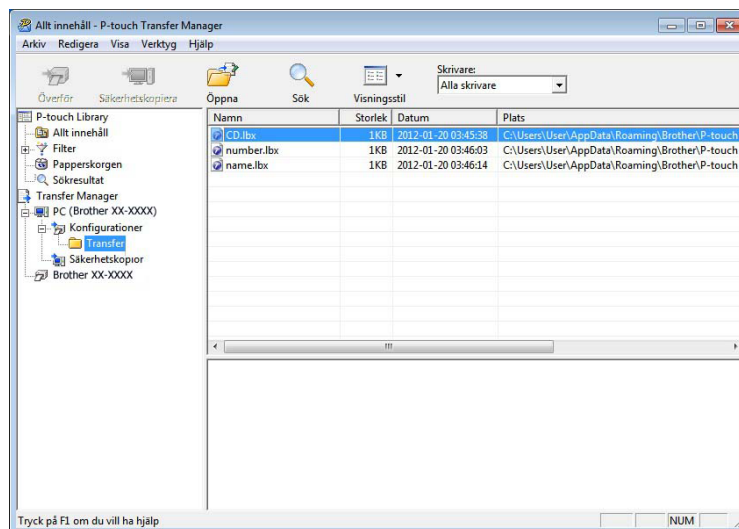 Allt innehåll - P-touch Transfer Manager
Arkiv Redigera Visa Verktyg Hjälp
Skrivare:
Alla skrivare
Överför Säkerhetskopiera Öppna Sök Visningsstil
P-touch Library
Allt innehåll
Filter
Papperskorgen
Sökresultat
Transfer Manager
PC (Brother XX-XXXX)
Konfigurationer
Transfer
Säkerhetskopior
Brother XX-XXXX
Namn Storlek Datum Plats
CD.lbx 1KB 2012-01-20 03:45:38 C:\Users\User\AppData\Roaming\Brother\P-touch
number.lbx 1KB 2012-01-20 03:46:03 C:\Users\User\AppData\Roaming\Brother\P-touch
name.lbx 1KB 2012-01-20 03:46:14 C:\Users\User\AppData\Roaming\Brother\P-touch
Tryck på F1 om du vill ha hjälp
NUM